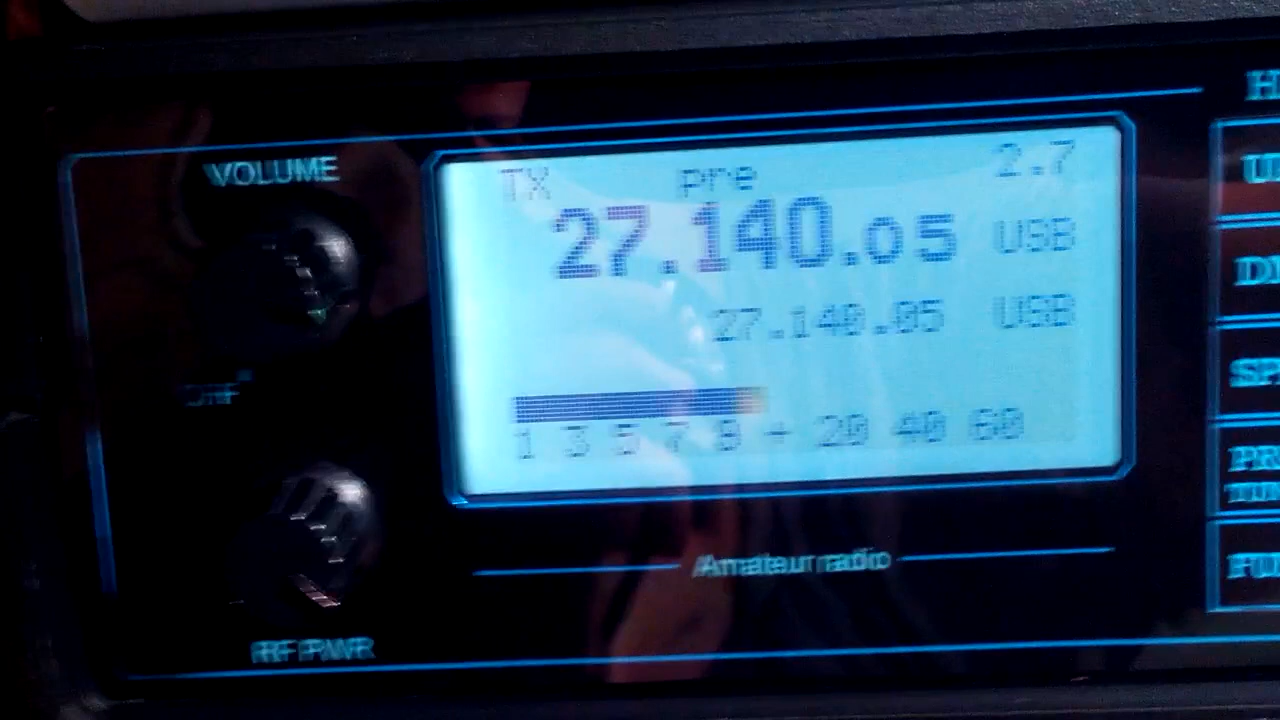 VOLUME
OFF
RF PWR
TX pre 2.7
27.140.05 USB
27.140.05 USB
1 3 5 7 9 + 20 40 60
Amateur radio